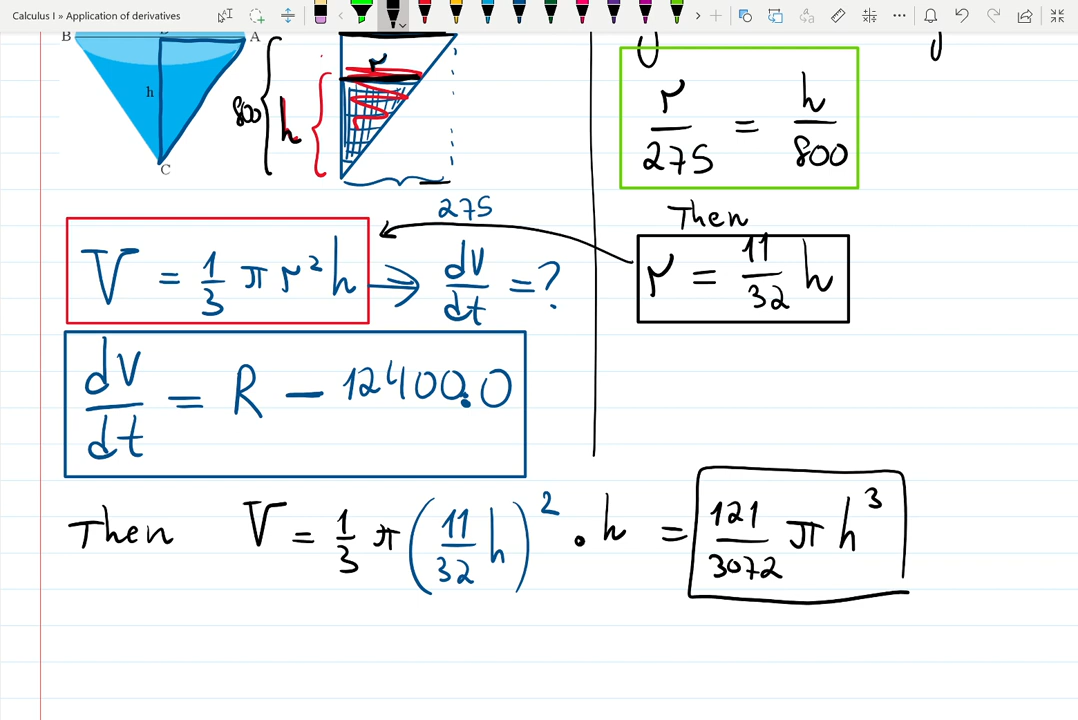 Calculus I » Application of derivatives
B A
h
C
800
h
r
275
r/275 = h/800
Then
r = 11/32 h
V = 1/3 π r² h ⇒ dV/dt = ?
dV/dt = R - 12400.0
Then V = 1/3 π (11/32 h)² · h = 121/3072 π h³